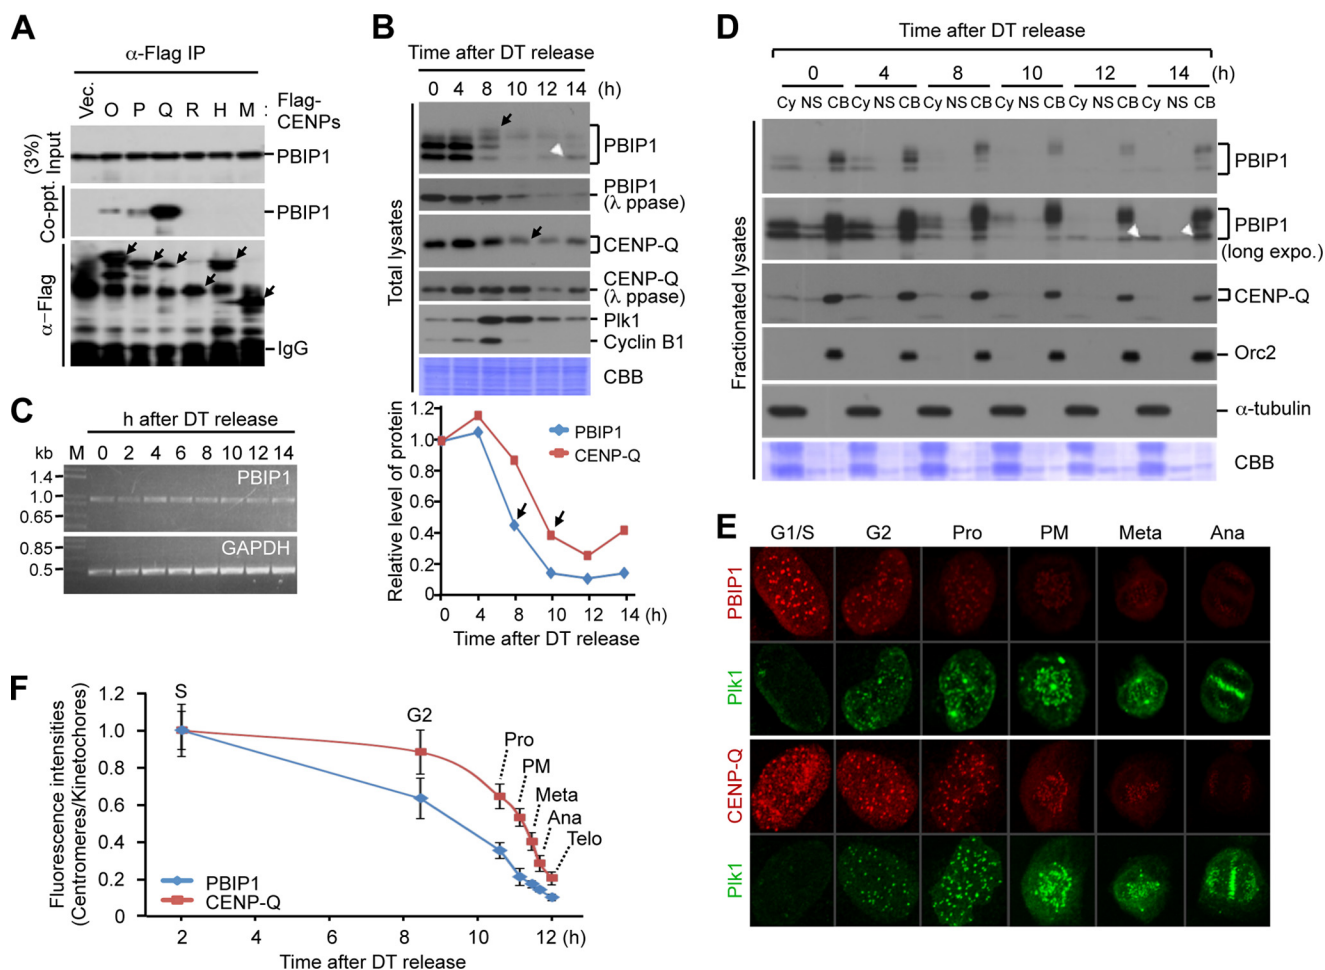 A
α-Flag IP
Vec. O P Q R H M : Flag-CENPs
Input (3%)
PBIP1
Co-ppt.
PBIP1
α–Flag
IgG
B
Time after DT release
0 4 8 10 12 14 (h)
Total lysates
PBIP1
PBIP1 (λ ppase)
CENP-Q
CENP-Q (λ ppase)
Plk1
Cyclin B1
CBB
Relative level of protein
1.2
1.0
0.8
0.6
0.4
0.2
0
PBIP1
CENP-Q
0 4 8 10 12 14 (h)
Time after DT release
C
h after DT release
kb M 0 2 4 6 8 10 12 14
1.4
1.0
0.65
PBIP1
0.85
0.5
GAPDH
D
Time after DT release
0 4 8 10 12 14 (h)
Cy NS CB Cy NS CB Cy NS CB Cy NS CB Cy NS CB Cy NS CB
Fractionated lysates
PBIP1
PBIP1
(long expo.)
CENP-Q
Orc2
α-tubulin
CBB
E
G1/S G2 Pro PM Meta Ana
PBIP1
Plk1
CENP-Q
Plk1
F
Fluorescence intensities
(Centromeres/Kinetochores)
1.2
1.0
0.8
0.6
0.4
0.2
0
S
G2
Pro
PM
Meta
Ana
Telo
PBIP1
CENP-Q
2 4 6 8 10 12 (h)
Time after DT release